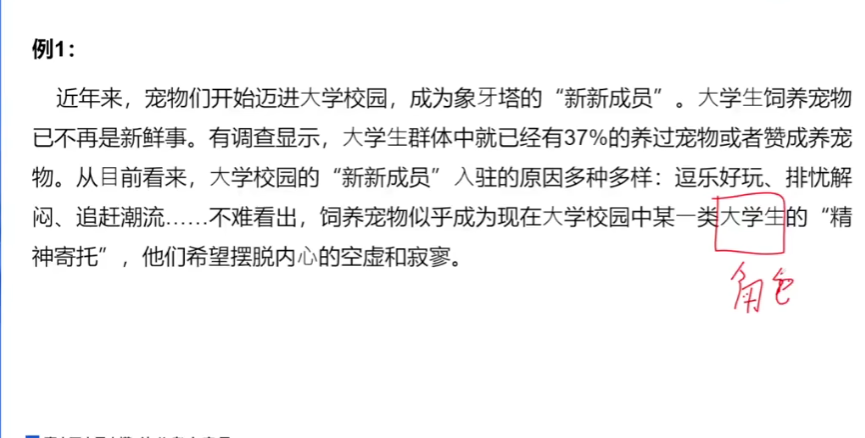 例1：
近年来，宠物们开始迈进大学校园，成为象牙塔的“新新成员”。大学生饲养宠物
已不再是新鲜事。有调查显示，大学生群体中就已经有37%的养过宠物或者赞成养宠
物。从目前看来，大学校园的“新新成员”入驻的原因多种多样：逗乐好玩、排忧解
闷、追赶潮流……不难看出，饲养宠物似乎成为现在大学校园中某一类大学生的“精
神寄托”，他们希望摆脱内心的空虚和寂寥。
角色